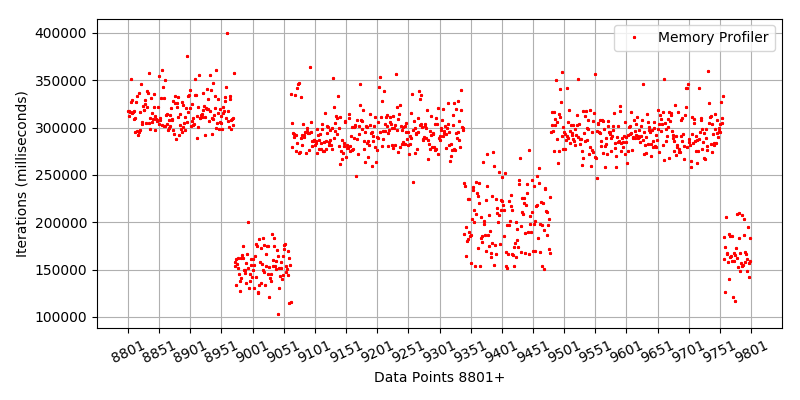 Memory Profiler
400000
350000
300000
250000
200000
150000
100000
Iterations (milliseconds)
8801 8851 8901 8951 9001 9051 9101 9151 9201 9251 9301 9351 9401 9451 9501 9551 9601 9651 9701 9751 9801
Data Points 8801+